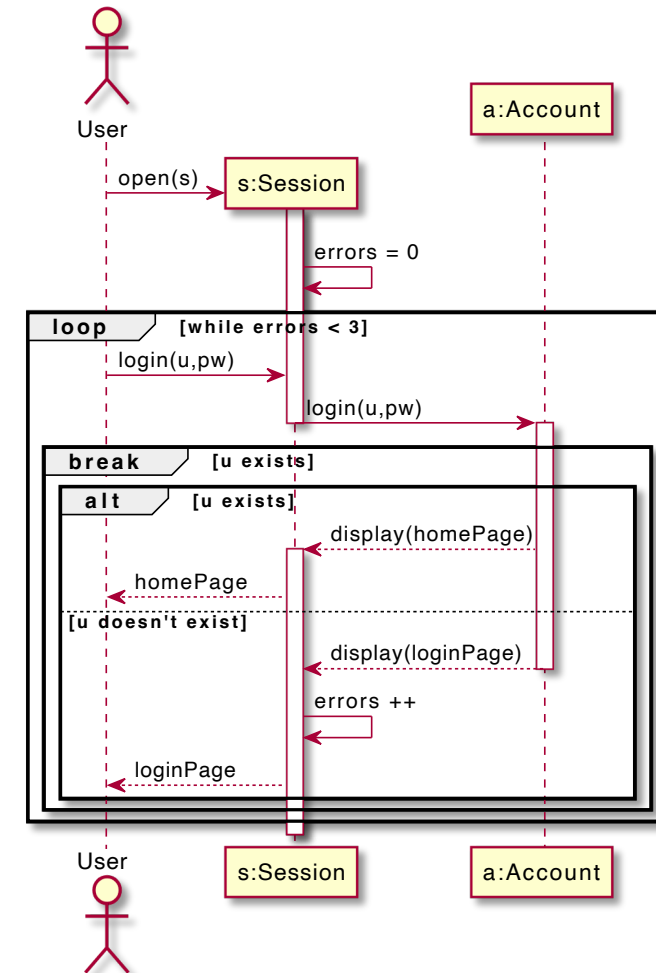 User
a:Account
open(s)
s:Session
errors = 0
loop [while errors < 3]
login(u,pw)
login(u,pw)
break [u exists]
alt [u exists]
display(homePage)
homePage
[u doesn't exist]
display(loginPage)
errors ++
loginPage
User
s:Session
a:Account